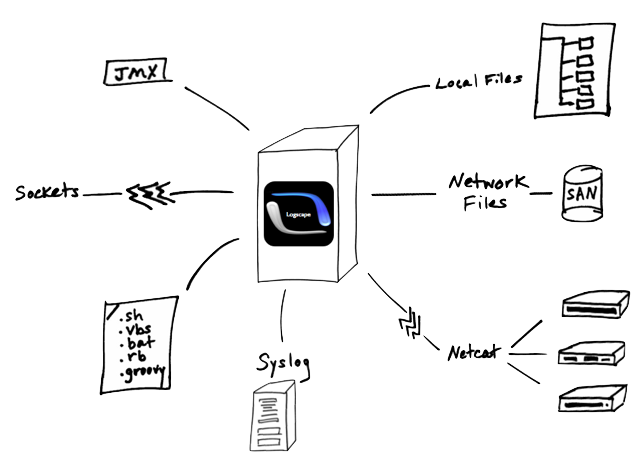 JMX
Local Files
Sockets
Logscape
Network
Files
SAN
.sh
.vbs
.bat
.rb
.groovy
Syslog
Netcat